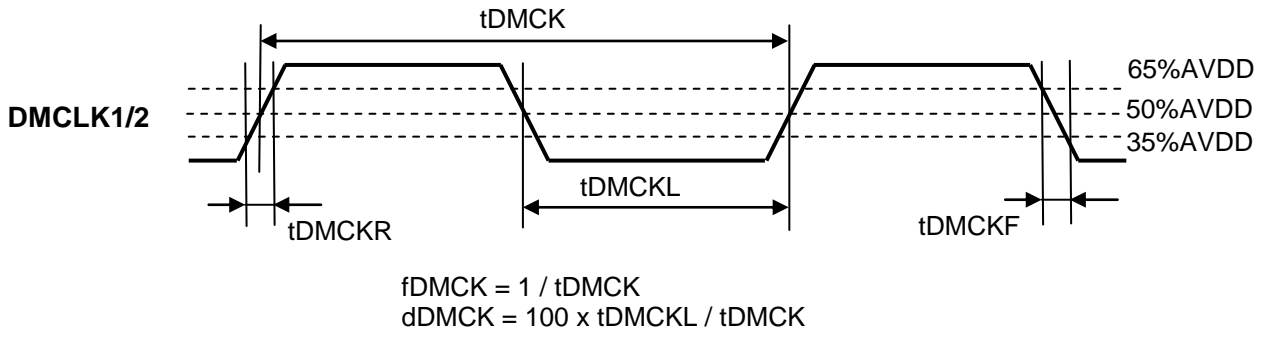 tDMCK
65%AVDD
DMCLK1/2
50%AVDD
35%AVDD
tDMCKL
tDMCKR
tDMCKF
fDMCK = 1 / tDMCK
dDMCK = 100 x tDMCKL / tDMCK